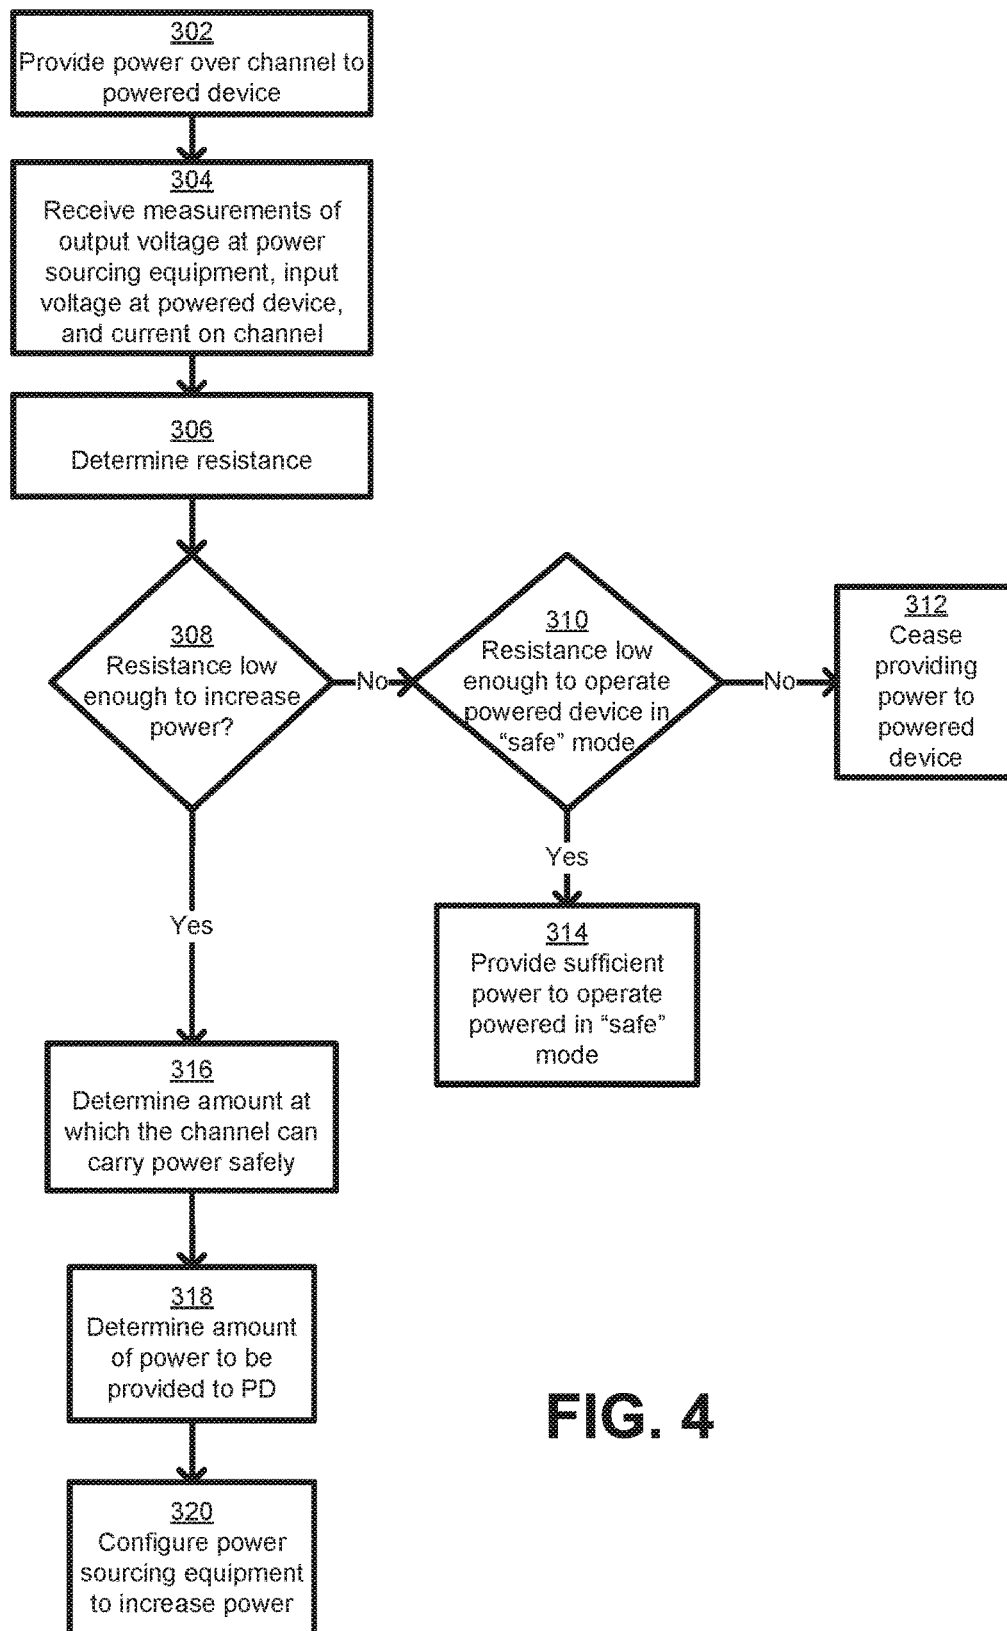 302
Provide power over channel to
powered device
304
Receive measurements of
output voltage at power
sourcing equipment, input
voltage at powered device,
and current on channel
306
Determine resistance
308
Resistance low
enough to increase
power?
No
310
Resistance low
enough to operate
powered device in
“safe” mode
No
312
Cease
providing
power to
powered
device
Yes
314
Provide sufficient
power to operate
powered in “safe”
mode
Yes
316
Determine amount at
which the channel can
carry power safely
318
Determine amount
of power to be
provided to PD
320
Configure power
sourcing equipment
to increase power
FIG. 4